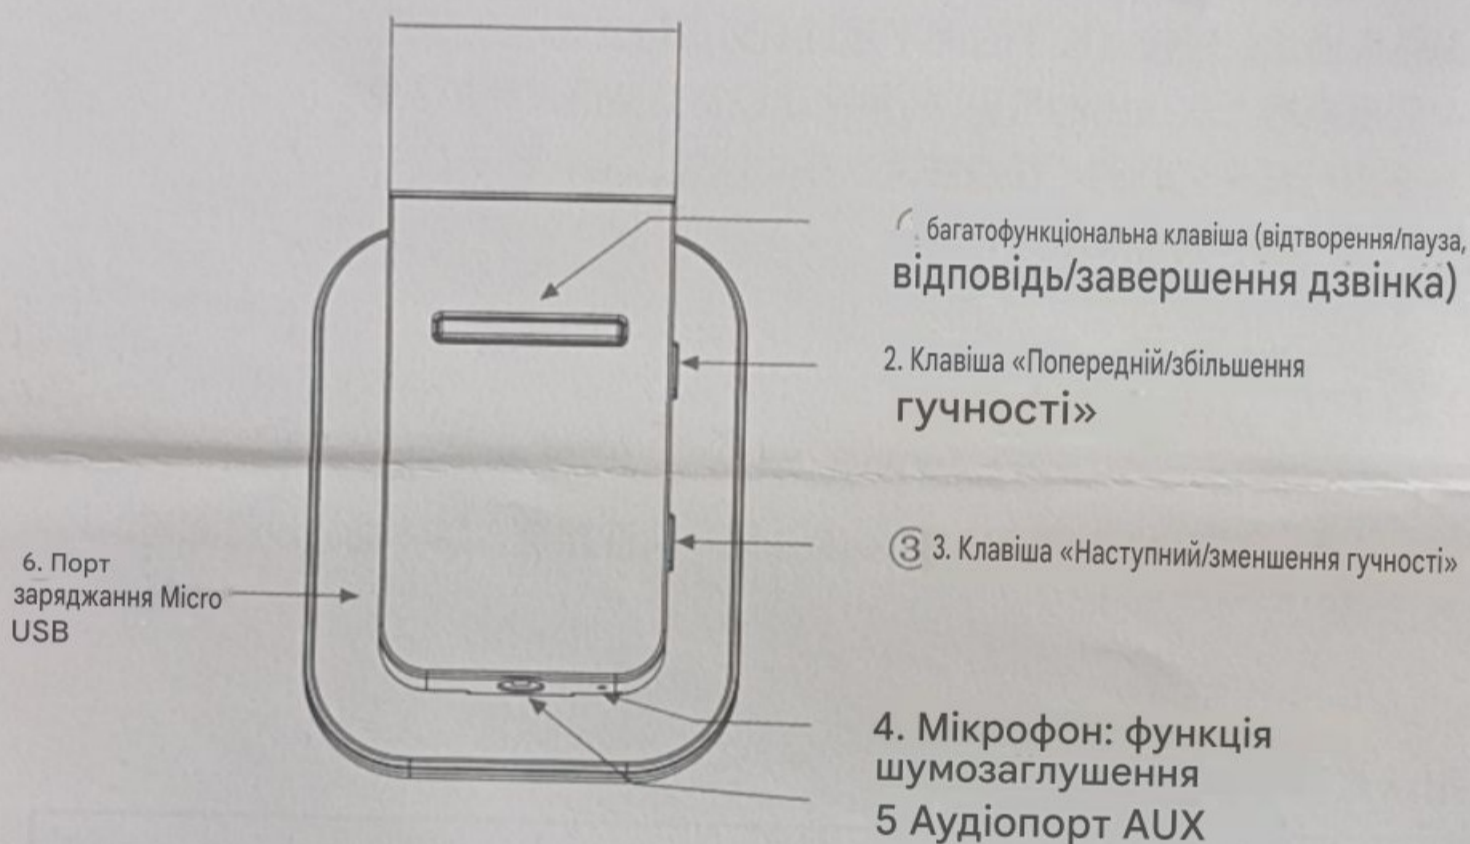 багатофункціональна клавіша (відтворення/пауза,
відповідь/завершення дзвінка)
2. Клавіша «Попередній/збільшення
гучності»
③ 3. Клавіша «Наступний/зменшення гучності»
6. Порт
заряджання Micro
USB
4. Мікрофон: функція
шумозаглушення
5 Аудіопорт AUX